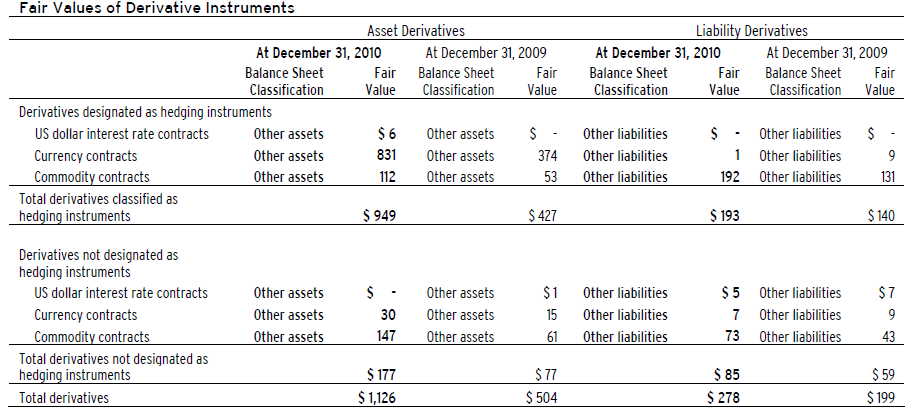 Fair Values of Derivative Instruments
Asset Derivatives Liability Derivatives
At December 31, 2010 At December 31, 2009 At December 31, 2010 At December 31, 2009
Balance Sheet Fair Balance Sheet Fair Balance Sheet Fair Balance Sheet Fair
Classification Value Classification Value Classification Value Classification Value
Derivatives designated as hedging instruments
US dollar interest rate contracts Other assets $ 6 Other assets $ - Other liabilities $ - Other liabilities $ -
Currency contracts Other assets 831 Other assets 374 Other liabilities 1 Other liabilities 9
Commodity contracts Other assets 112 Other assets 53 Other liabilities 192 Other liabilities 131
Total derivatives classified as
hedging instruments $ 949 $ 427 $ 193 $ 140
Derivatives not designated as
hedging instruments
US dollar interest rate contracts Other assets $ - Other assets $ 1 Other liabilities $ 5 Other liabilities $ 7
Currency contracts Other assets 30 Other assets 15 Other liabilities 7 Other liabilities 9
Commodity contracts Other assets 147 Other assets 61 Other liabilities 73 Other liabilities 43
Total derivatives not designated as
hedging instruments $ 177 $ 77 $ 85 $ 59
Total derivatives $ 1,126 $ 504 $ 278 $ 199